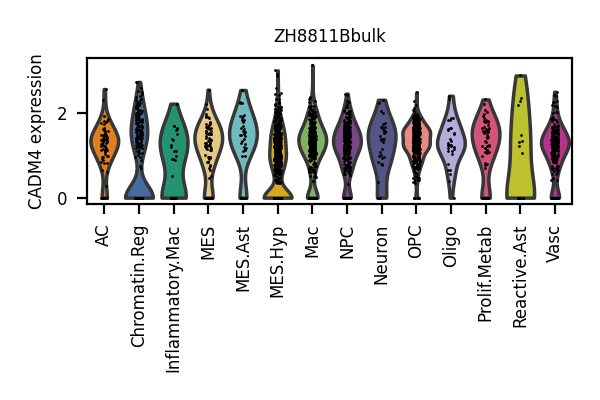 ZH8811Bbulk
CADM4 expression
2
0
AC
Chromatin.Reg
Inflammatory.Mac
MES
MES.Ast
MES.Hyp
Mac
NPC
Neuron
OPC
Oligo
Prolif.Metab
Reactive.Ast
Vasc